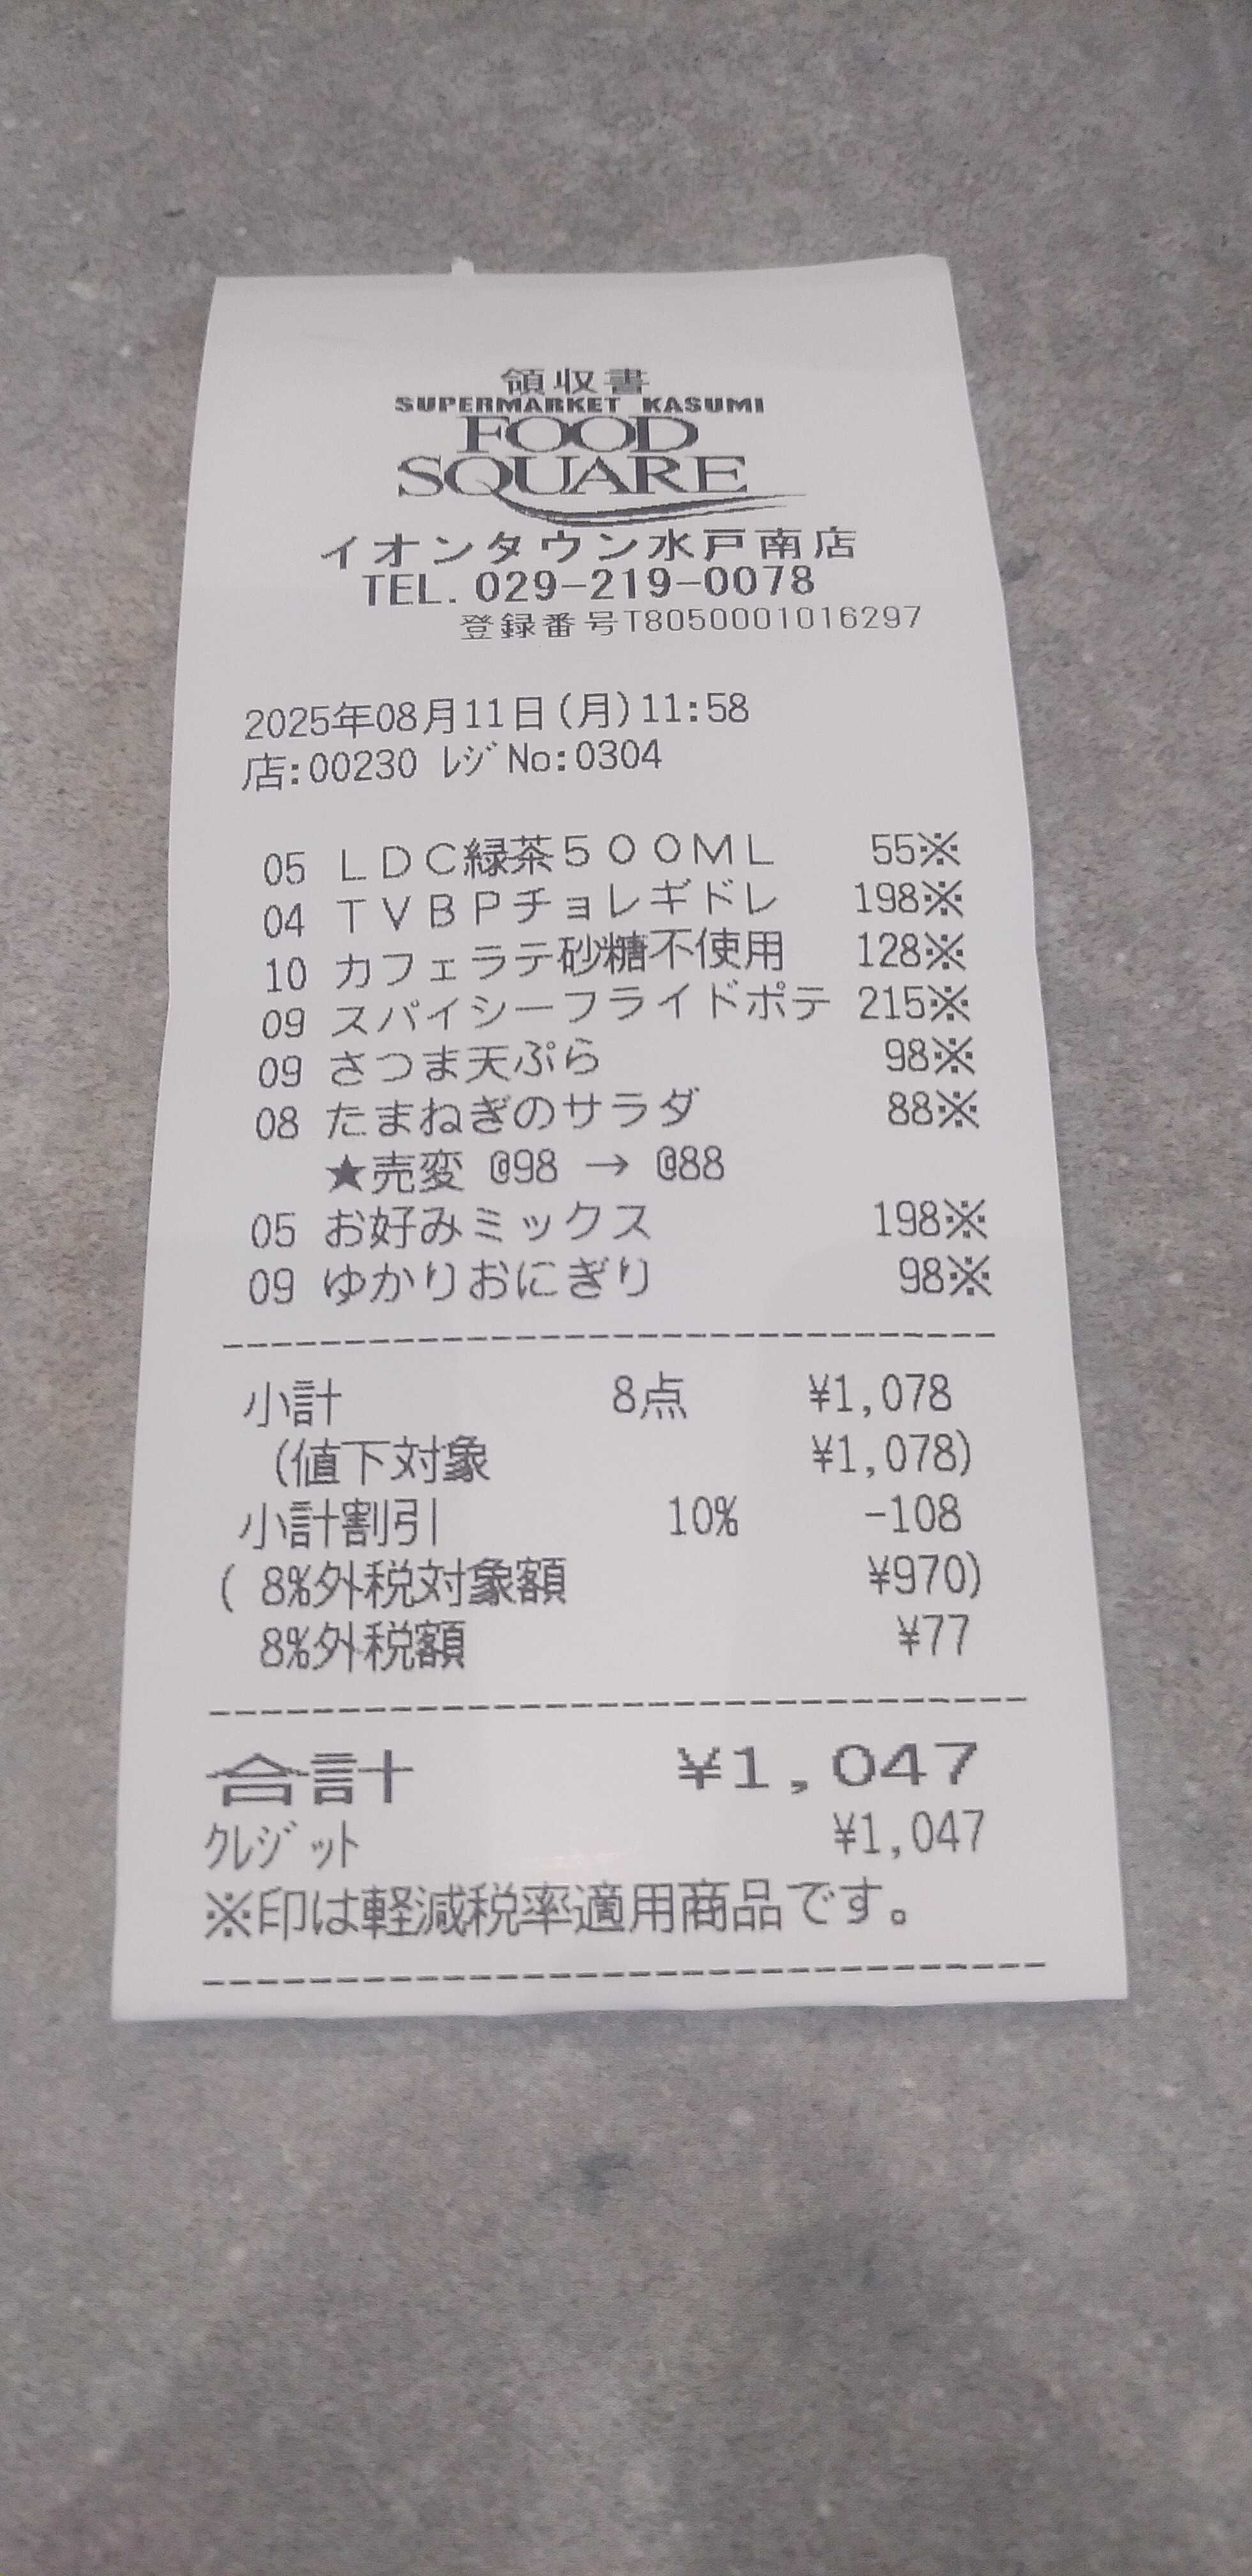 領収書
SUPERMARKET KASUMI
FOOD
SQUARE
イオンタウン水戸南店
TEL. 029-219-0078
登録番号T8050001016297
2025年08月11日(月)11:58
店:00230 ﾚｼﾞNo:0304
05 ＬＤＣ緑茶５００ＭＬ 55※
04 ＴＶＢＰチョレギドレ 198※
10 カフェラテ砂糖不使用 128※
09 スパイシーフライドポテ 215※
09 さつま天ぷら 98※
08 たまねぎのサラダ 88※
★売変 @98 → @88
05 お好みミックス 198※
09 ゆかりおにぎり 98※
小計 8点 ¥1,078
(値下対象 ¥1,078)
小計割引 10% -108
( 8%外税対象額 ¥970)
8%外税額 ¥77
合計 ¥1,047
ｸﾚｼﾞｯﾄ ¥1,047
※印は軽減税率適用商品です。